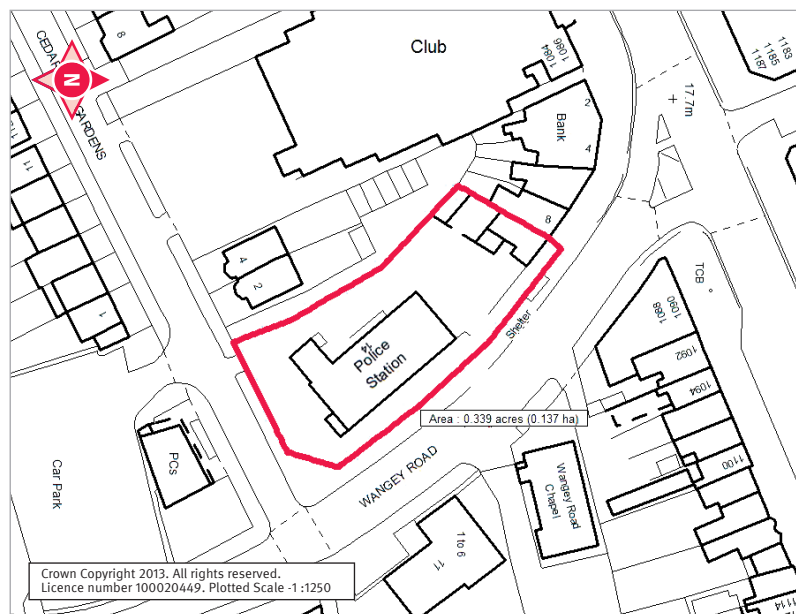 Club
CEDAR
GARDENS
N
8
1086
1084
1183
1185
1187
17.7m
2
Bank
4
11
8
4
2
1
TCB
1090
1088
Shelter
14
Police
Station
1092
1094
Area : 0.339 acres (0.137 ha)
1100
PCs
Car Park
WANGEY ROAD
Wangey Road
Chapel
1 to 6
11
1114
Crown Copyright 2013. All rights reserved.
Licence number 100020449. Plotted Scale -1 :1250